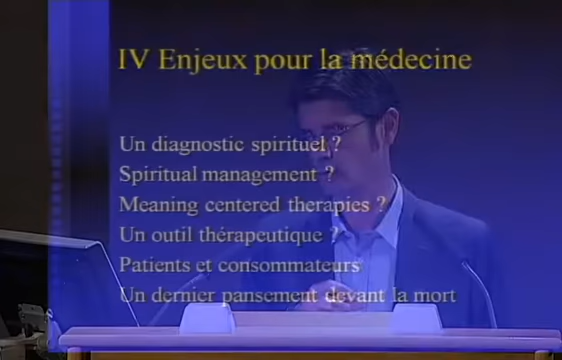 IV Enjeux pour la médecine
Un diagnostic spirituel ?
Spiritual management ?
Meaning centered therapies ?
Un outil thérapeutique ?
Patients et consommateurs
Un dernier pansement devant la mort